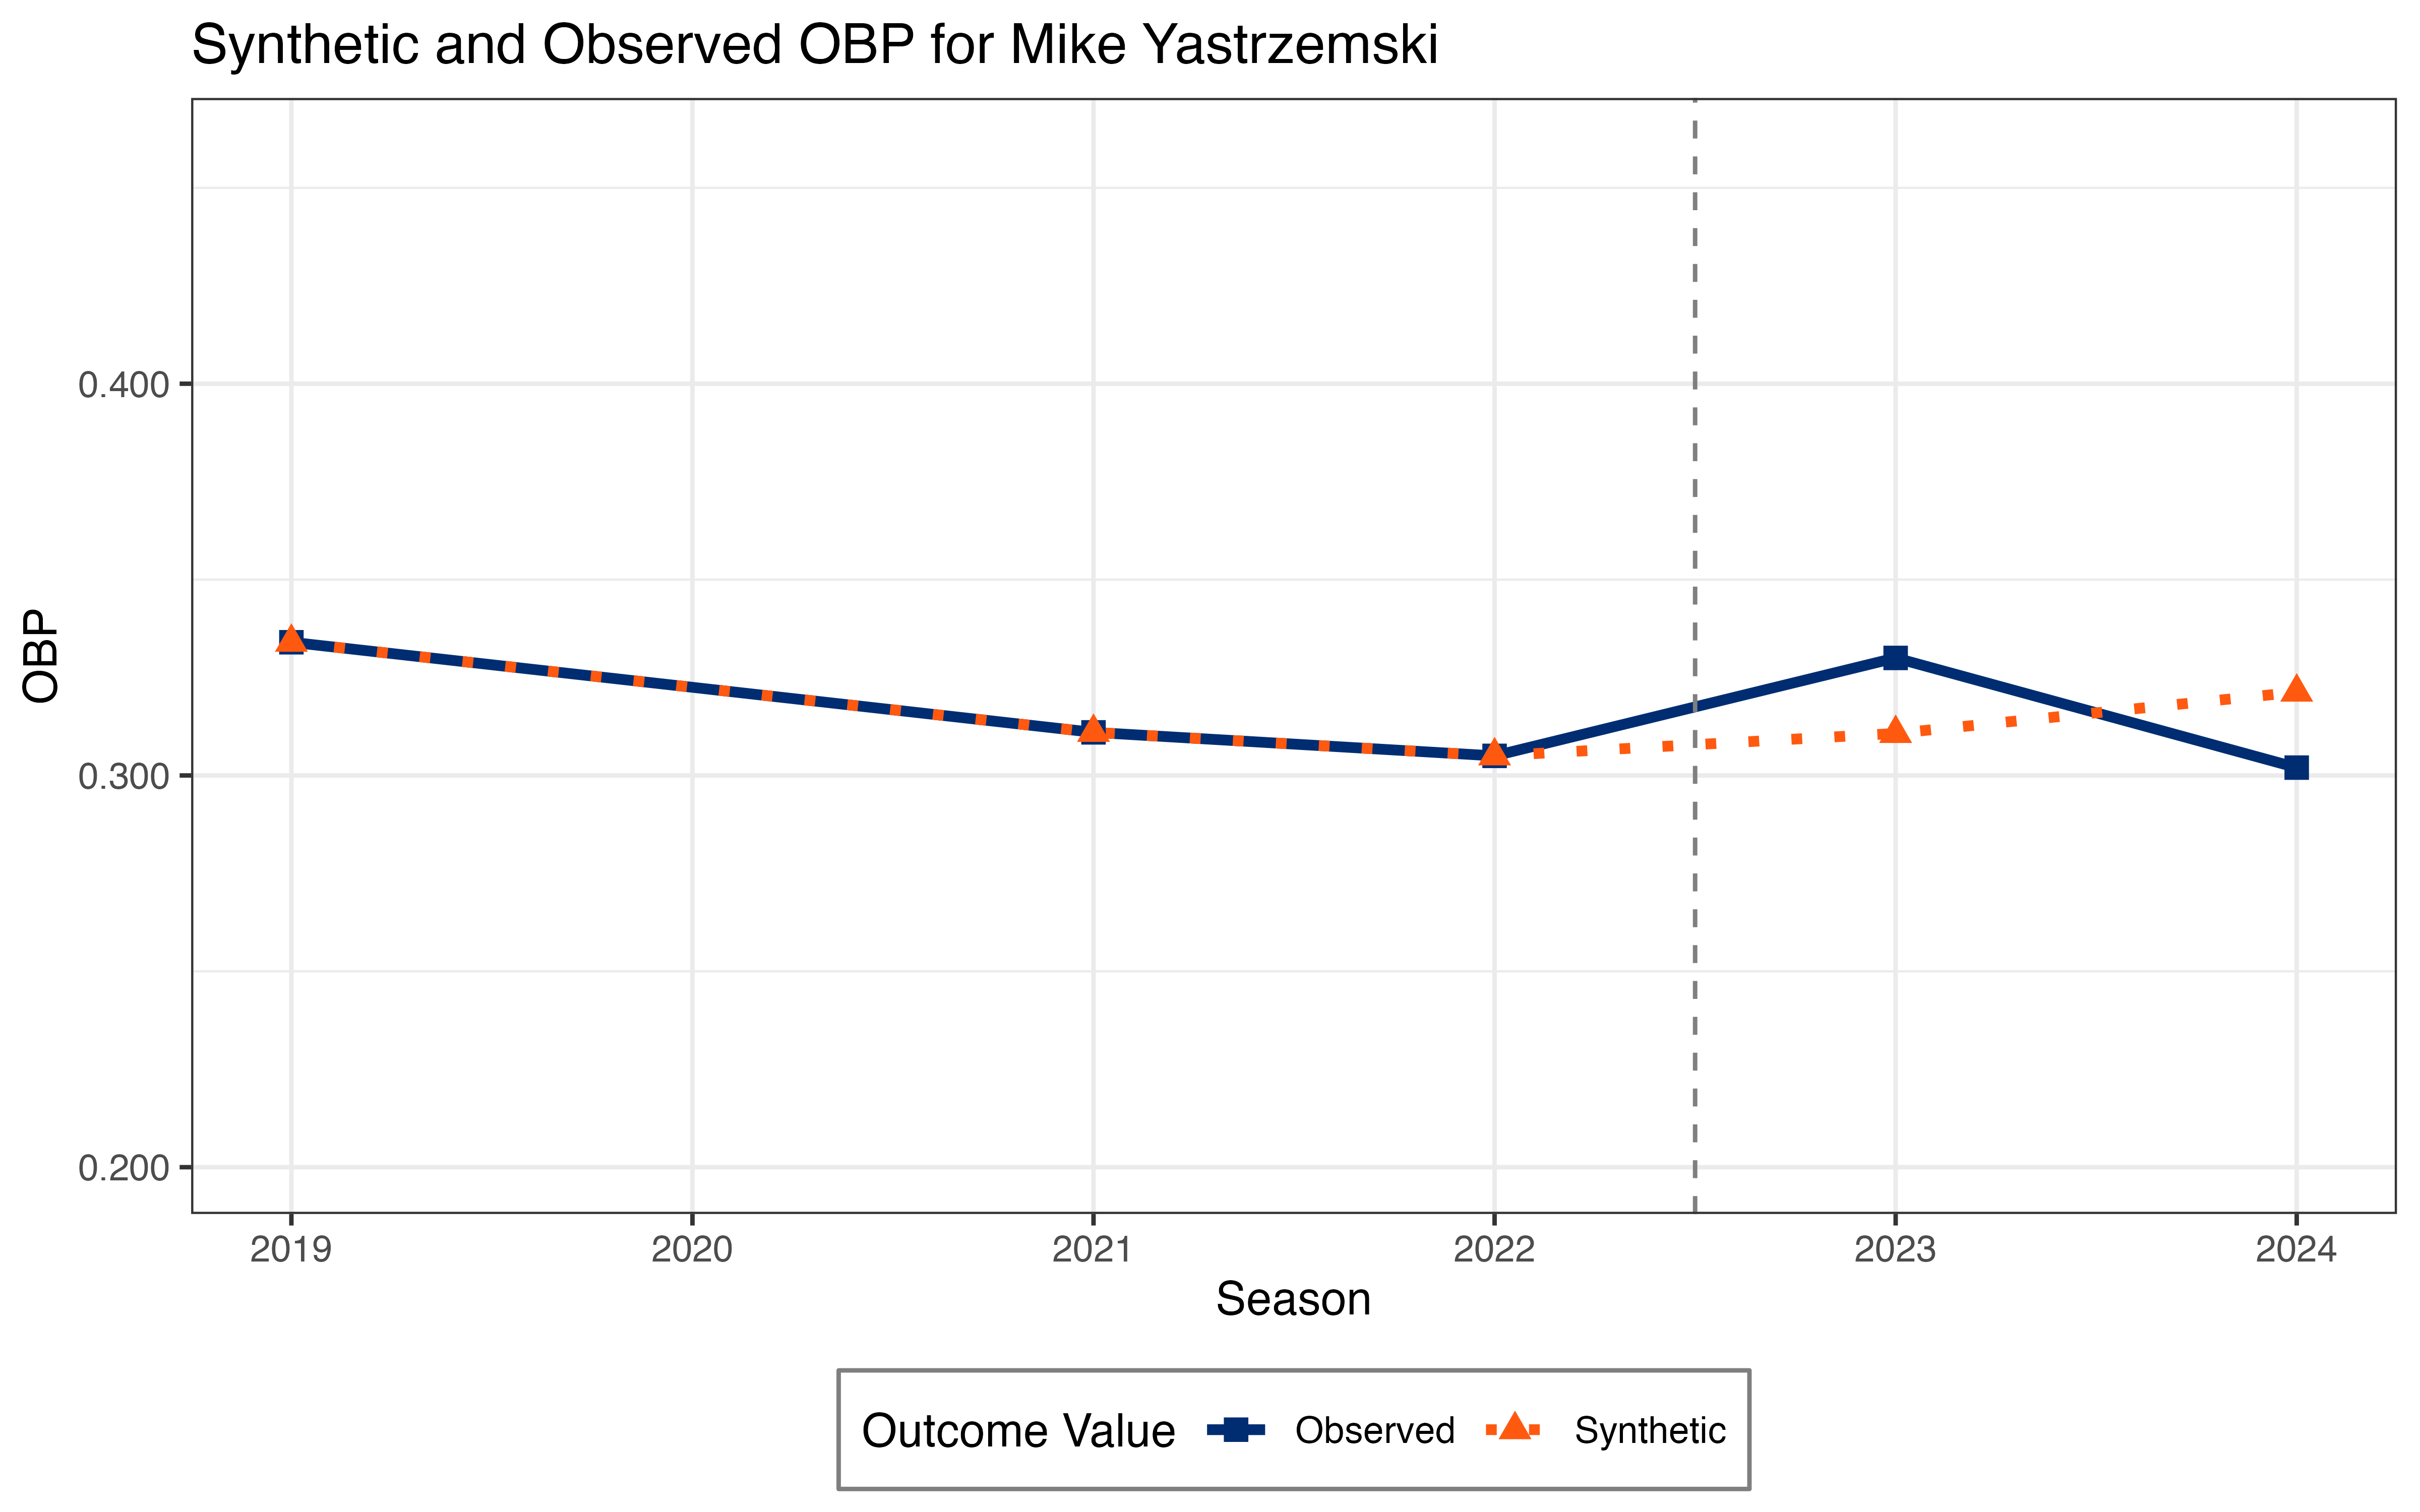 Synthetic and Observed OBP for Mike Yastrzemski
OBP
0.400
0.300
0.200
2019 2020 2021 2022 2023 2024
Season
Outcome Value Observed Synthetic